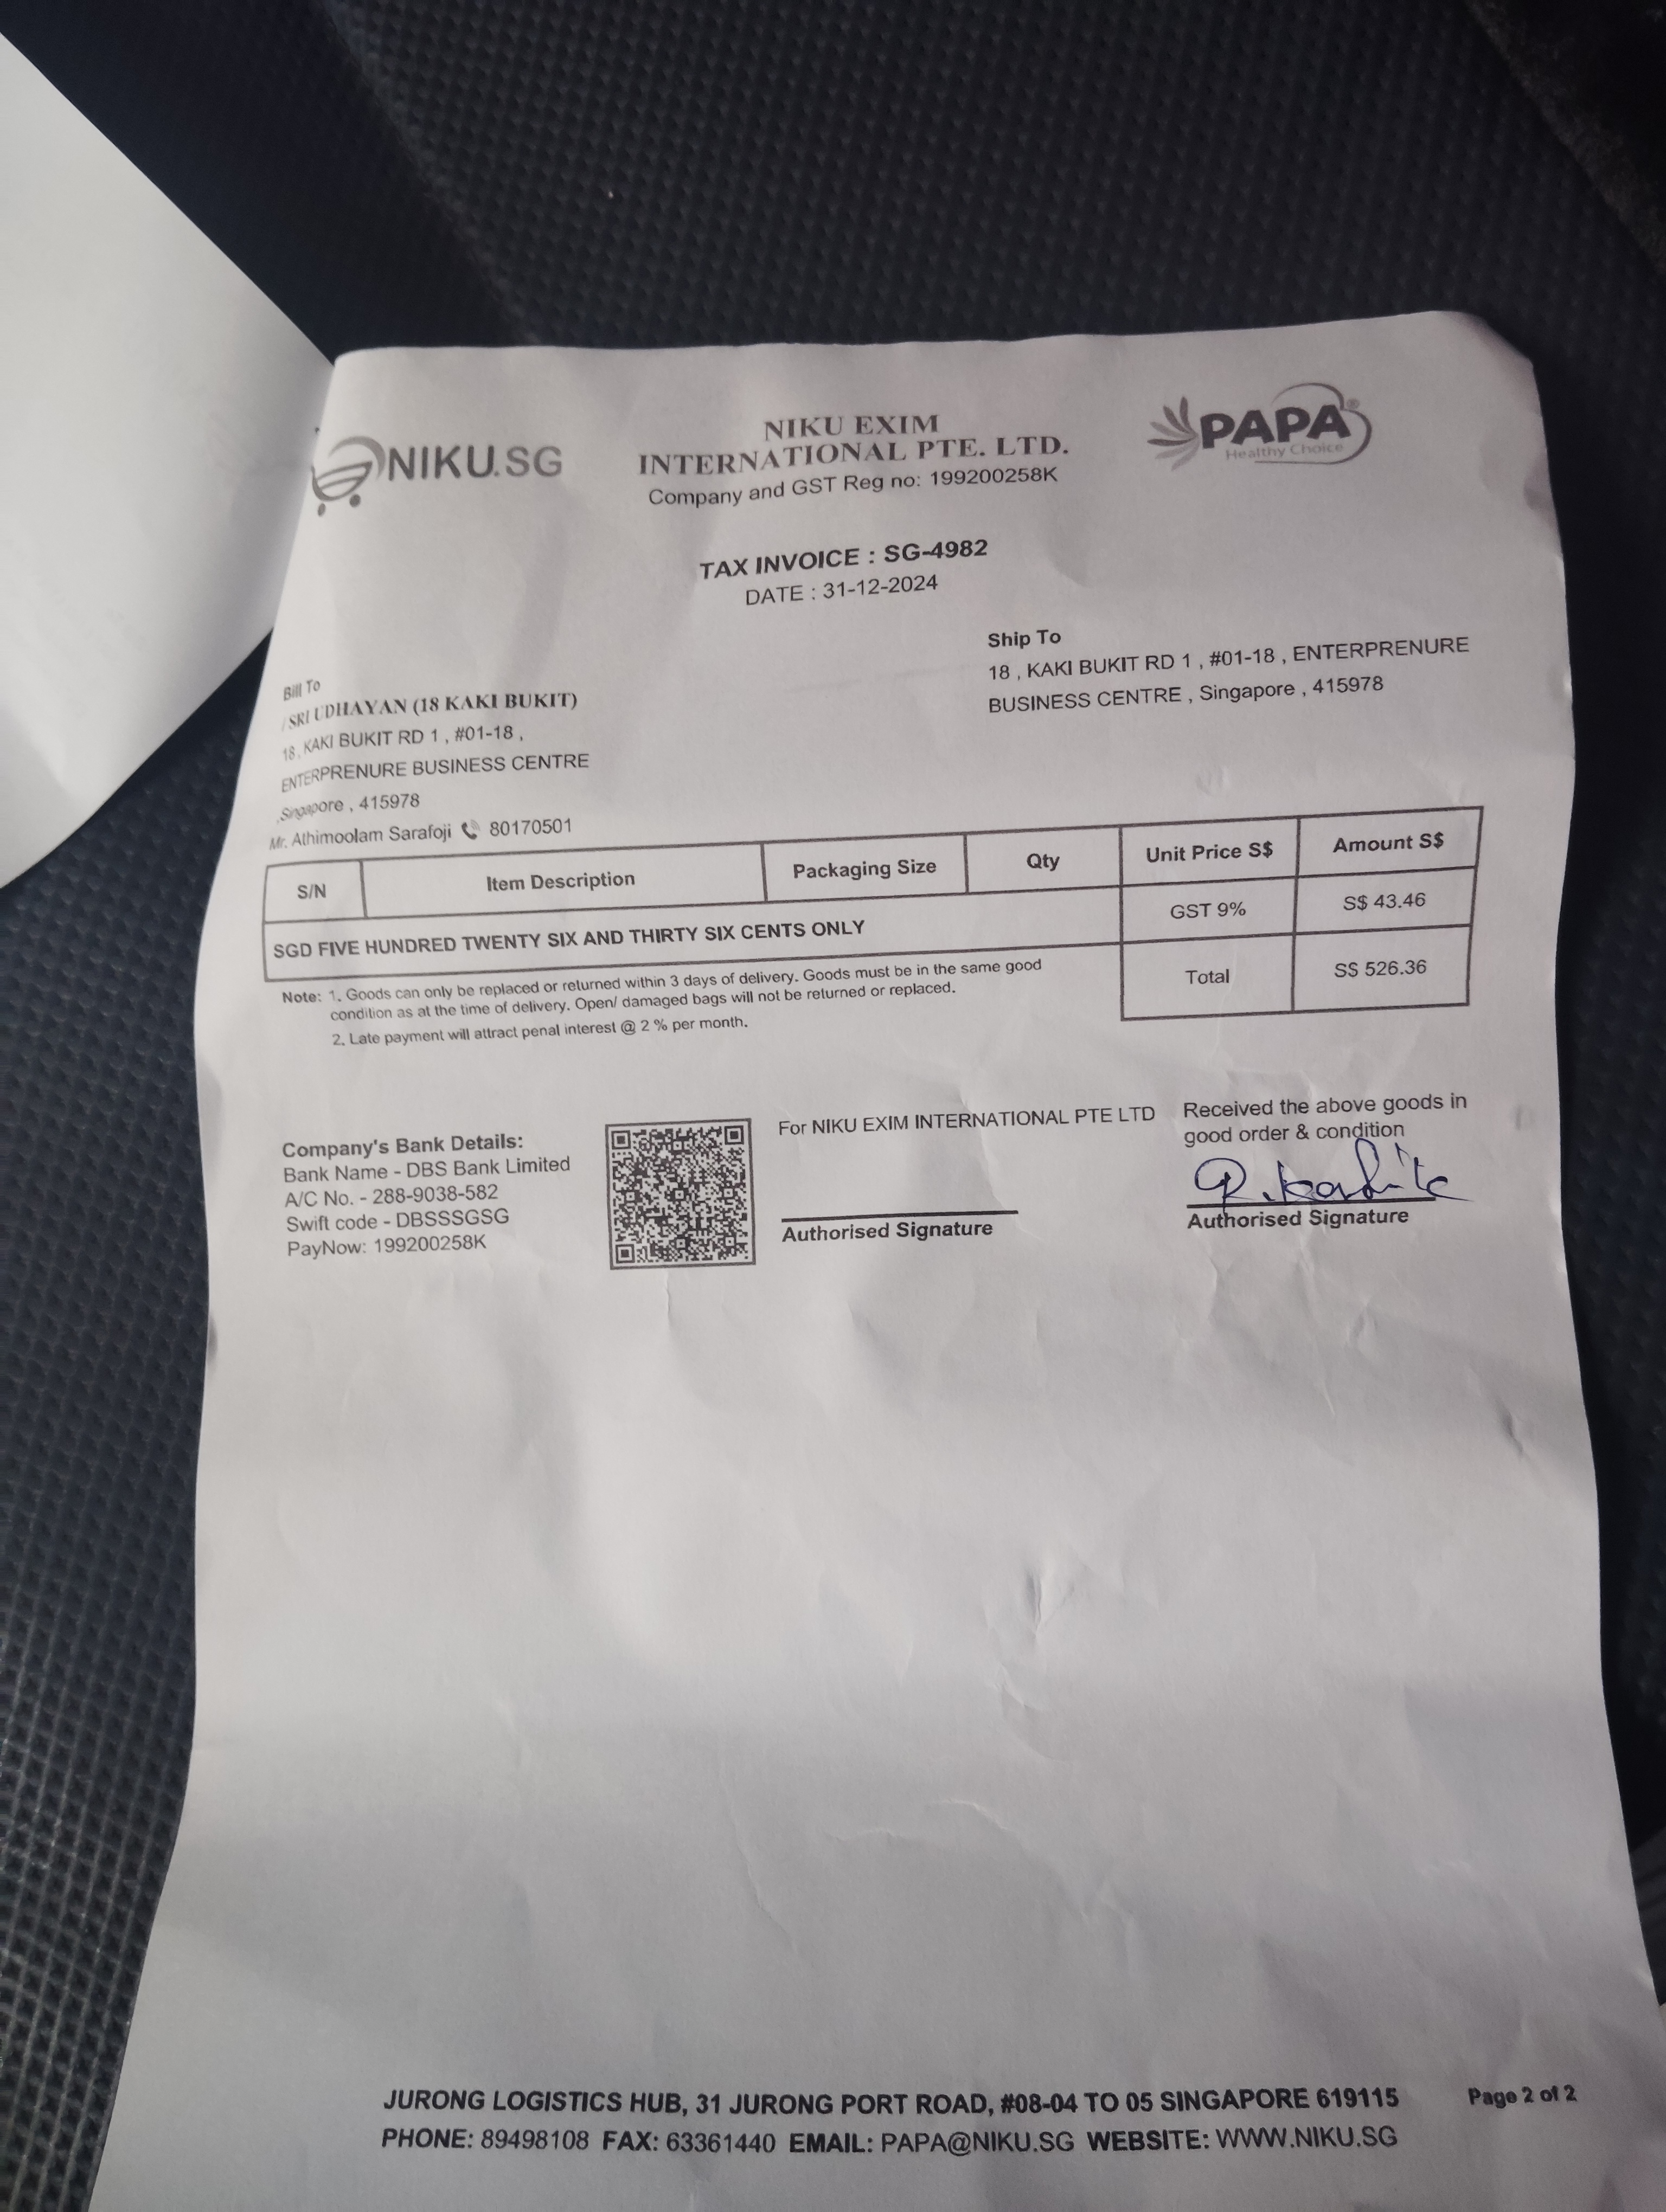 NIKU.SG
NIKU EXIM
INTERNATIONAL PTE. LTD.
Company and GST Reg no: 199200258K
PAPA®
Healthy Choice
TAX INVOICE : SG-4982
DATE : 31-12-2024
Ship To
18 , KAKI BUKIT RD 1 , #01-18 , ENTERPRENURE
BUSINESS CENTRE , Singapore , 415978
Bill To
SRI UDHAYAN (18 KAKI BUKIT)
18, KAKI BUKIT RD 1 , #01-18 ,
ENTERPRENURE BUSINESS CENTRE
,Singapore , 415978
Mr. Athimoolam Sarafoji 80170501
S/N Item Description Packaging Size Qty Unit Price S$ Amount S$
SGD FIVE HUNDRED TWENTY SIX AND THIRTY SIX CENTS ONLY GST 9% S$ 43.46
Total S$ 526.36
Note: 1. Goods can only be replaced or returned within 3 days of delivery. Goods must be in the same good
condition as at the time of delivery. Open/ damaged bags will not be returned or replaced.
2. Late payment will attract penal interest @ 2 % per month.
Company's Bank Details:
Bank Name - DBS Bank Limited
A/C No. - 288-9038-582
Swift code - DBSSSGSG
PayNow: 199200258K
For NIKU EXIM INTERNATIONAL PTE LTD
Authorised Signature
Received the above goods in
good order & condition
Authorised Signature
JURONG LOGISTICS HUB, 31 JURONG PORT ROAD, #08-04 TO 05 SINGAPORE 619115
Page 2 of 2
PHONE: 89498108 FAX: 63361440 EMAIL: PAPA@NIKU.SG WEBSITE: WWW.NIKU.SG